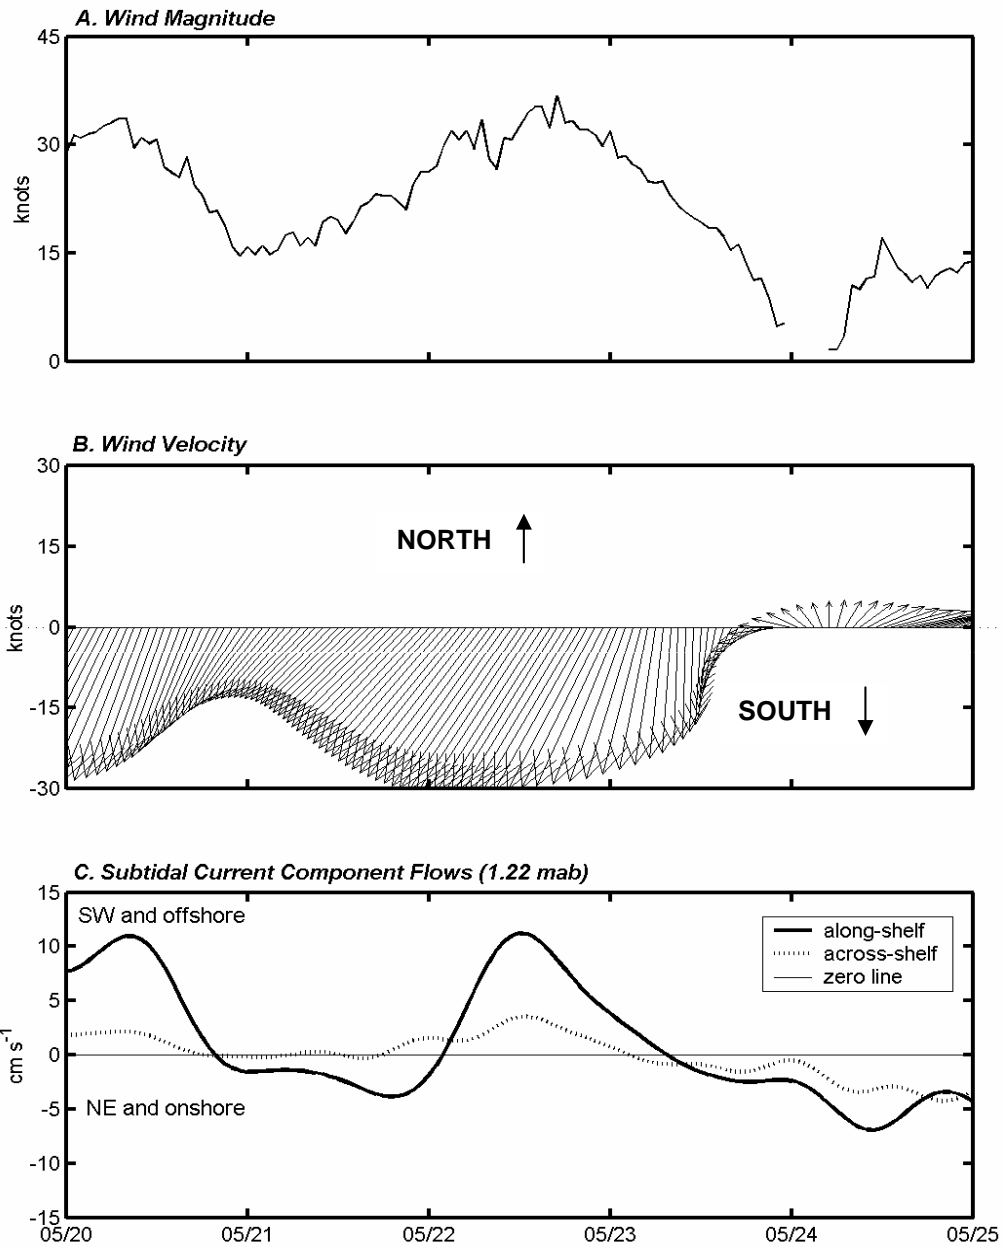 A. Wind Magnitude
45
30
15
0
knots
B. Wind Velocity
30
15
0
-15
-30
knots
NORTH
SOUTH
C. Subtidal Current Component Flows (1.22 mab)
15
10
5
0
-5
-10
-15
cm s-1
SW and offshore
NE and onshore
along-shelf
across-shelf
zero line
05/20 05/21 05/22 05/23 05/24 05/25